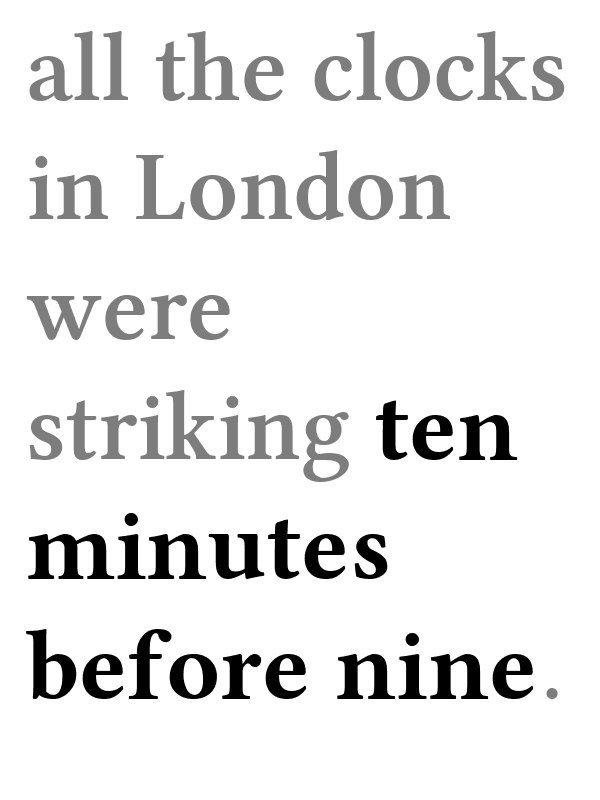 all the clocks
in London
were
striking ten
minutes
before nine.